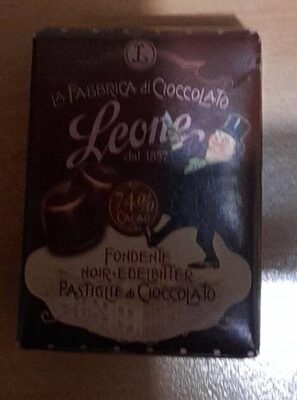 L
LA FABBRICA di CIOCCOLATO
Leone
dal 1857
74%
CACAO
FONDENTE
NOIR·EDELBITTER
PASTIGLIE di CIOCCOLATO